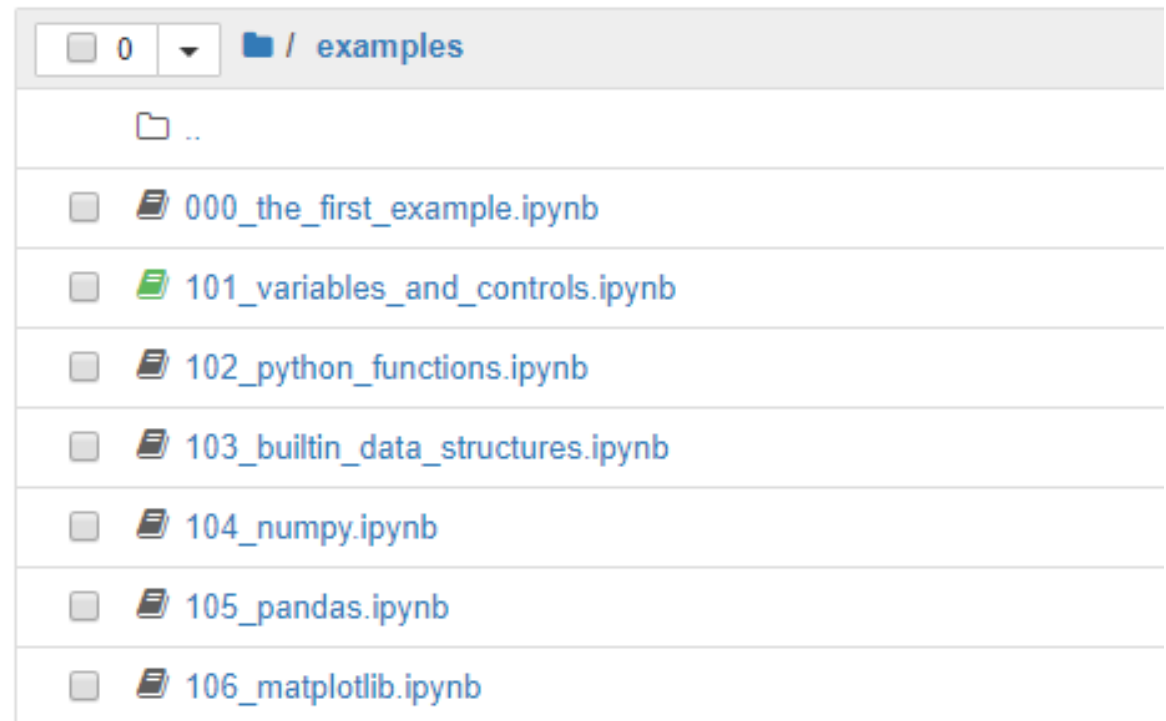 0 / examples
..
000_the_first_example.ipynb
101_variables_and_controls.ipynb
102_python_functions.ipynb
103_builtin_data_structures.ipynb
104_numpy.ipynb
105_pandas.ipynb
106_matplotlib.ipynb